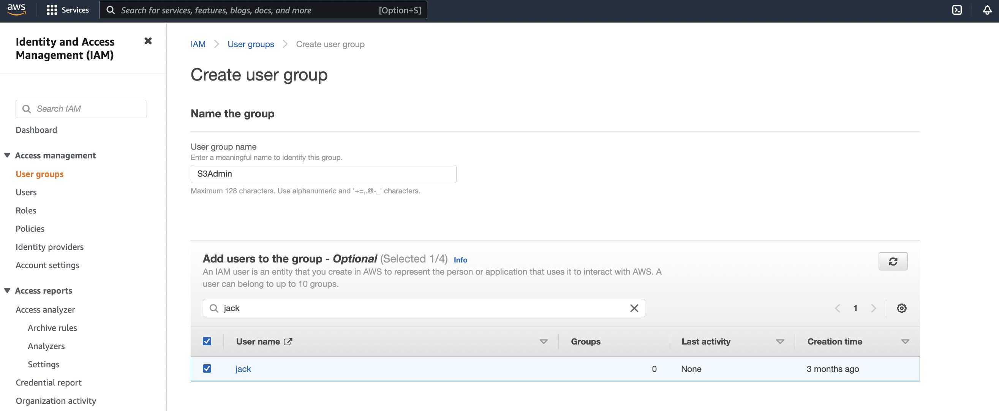 aws
Services
Search for services, features, blogs, docs, and more
[Option+S]
Identity and Access
Management (IAM)
Search IAM
Dashboard
Access management
User groups
Users
Roles
Policies
Identity providers
Account settings
Access reports
Access analyzer
Archive rules
Analyzers
Settings
Credential report
Organization activity
IAM > User groups > Create user group
Create user group
Name the group
User group name
Enter a meaningful name to identify this group.
S3Admin
Maximum 128 characters. Use alphanumeric and '+=,.@-_' characters.
Add users to the group - Optional (Selected 1/4) Info
An IAM user is an entity that you create in AWS to represent the person or application that uses it to interact with AWS. A
user can belong to up to 10 groups.
jack
1
User name Groups Last activity Creation time
jack 0 None 3 months ago